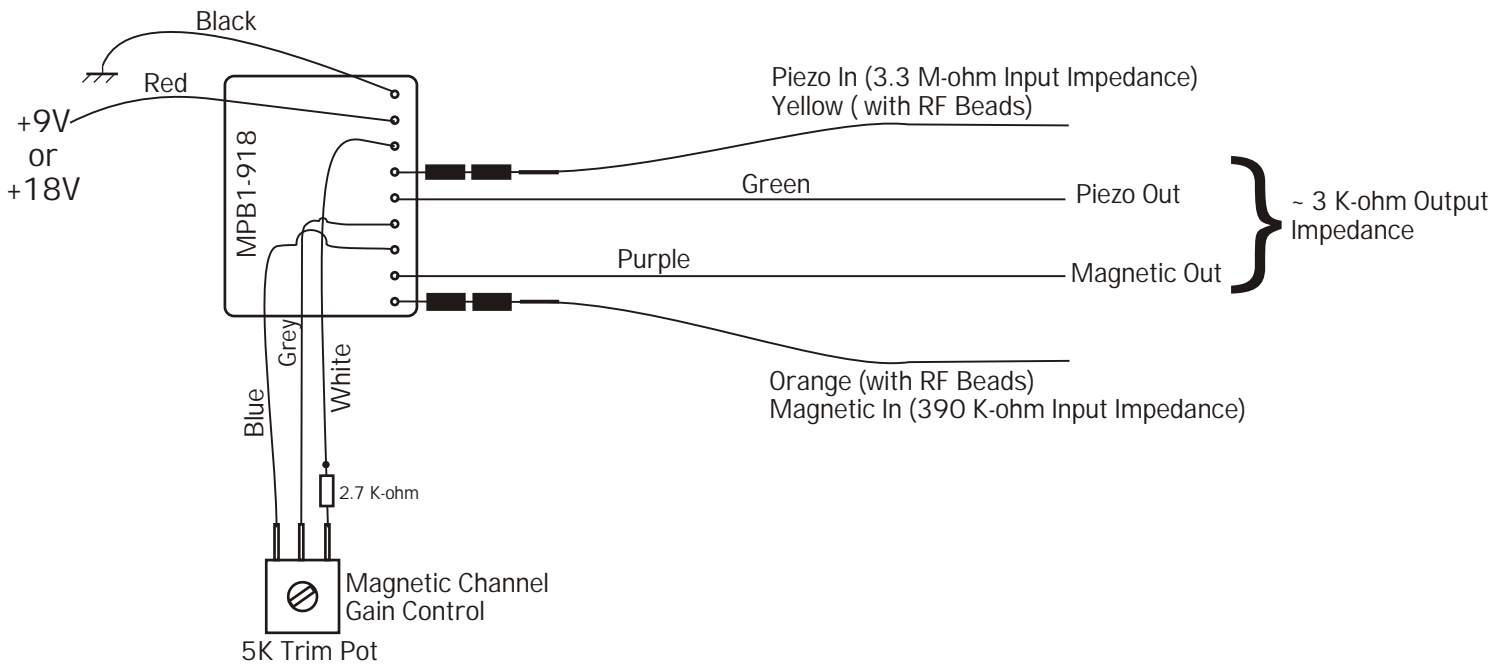 Black
Red
+9V
or
+18V
MPB1-918
Piezo In (3.3 M-ohm Input Impedance)
Yellow ( with RF Beads)
Green
Piezo Out
~ 3 K-ohm Output
Impedance
Purple
Magnetic Out
Orange (with RF Beads)
Magnetic In (390 K-ohm Input Impedance)
Blue
Grey
White
2.7 K-ohm
Magnetic Channel
Gain Control
5K Trim Pot